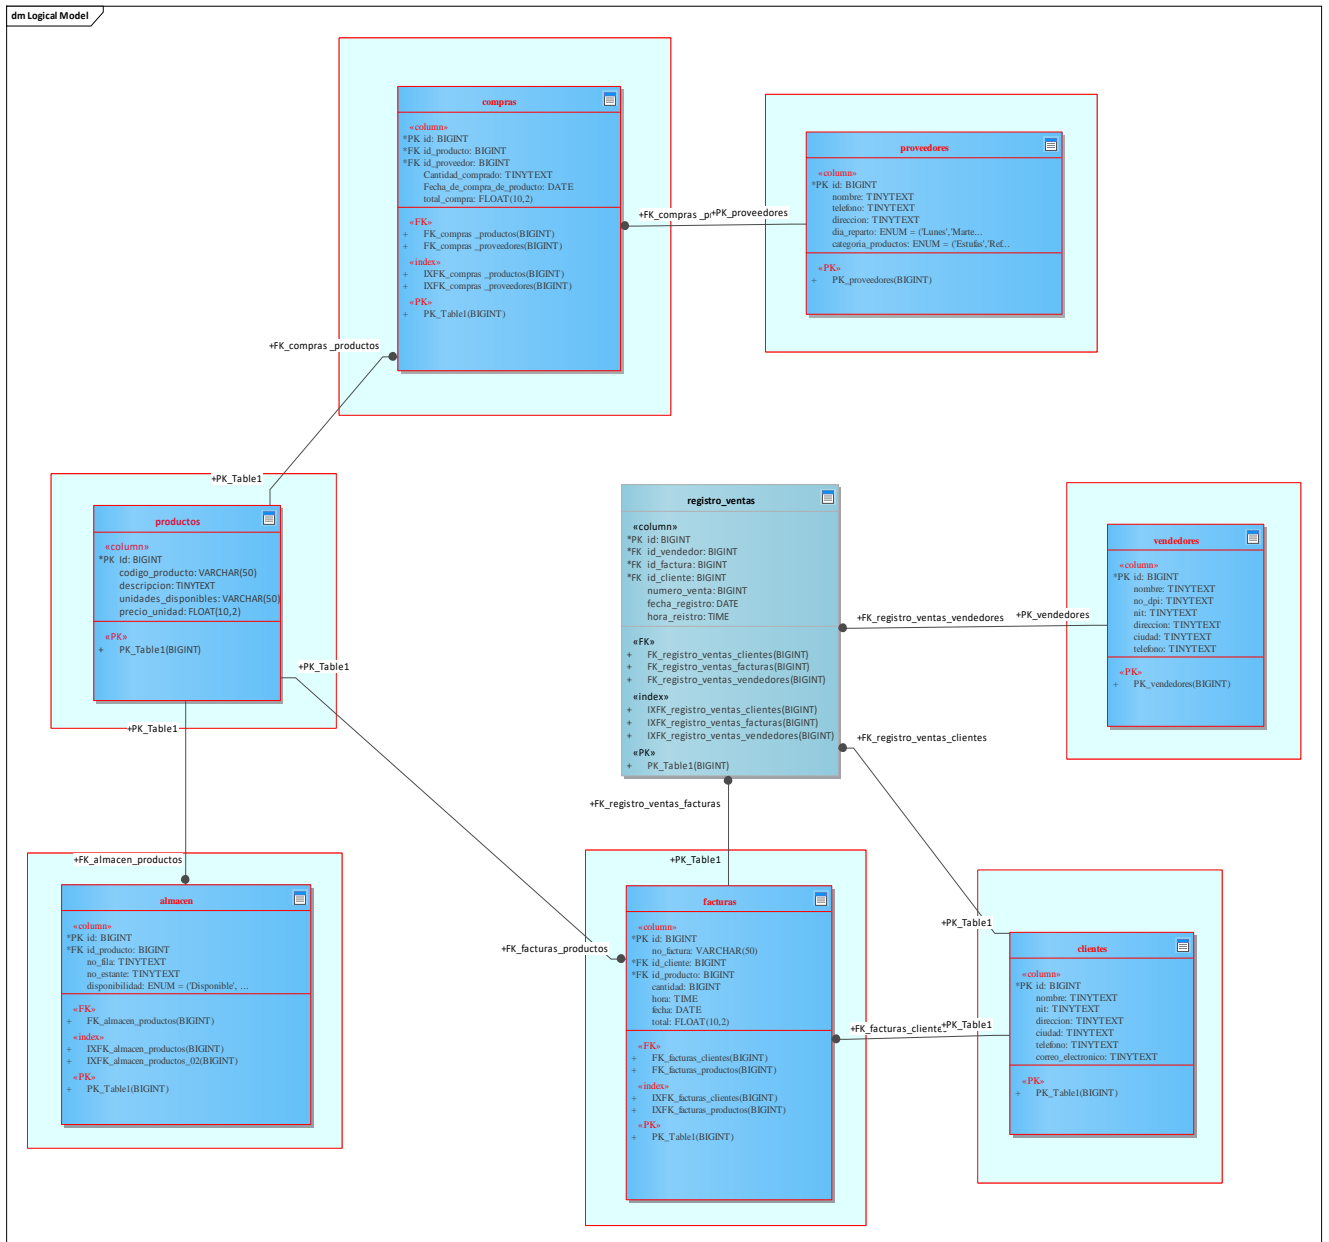 dm Logical Model
compras
«column»
*PK id: BIGINT
*FK id_producto: BIGINT
*FK id_proveedor: BIGINT
Cantidad_comprado: TINYTEXT
Fecha_de_compra_de_producto: DATE
total_compra: FLOAT(10,2)
«FK»
+ FK_compras _productos(BIGINT)
+ FK_compras _proveedores(BIGINT)
«index»
+ IXFK_compras _productos(BIGINT)
+ IXFK_compras _proveedores(BIGINT)
«PK»
+ PK_Table1(BIGINT)
proveedores
«column»
*PK id: BIGINT
nombre: TINYTEXT
telefono: TINYTEXT
direccion: TINYTEXT
dia_reparto: ENUM = ('Lunes','Marte...
categoria_productos: ENUM = ('Estufas','Ref...
«PK»
+ PK_proveedores(BIGINT)
+FK_compras _pr
+PK_proveedores
+FK_compras _productos
+PK_Table1
productos
«column»
*PK Id: BIGINT
codigo_producto: VARCHAR(50)
descripcion: TINYTEXT
unidades_disponibles: VARCHAR(50)
precio_unidad: FLOAT(10,2)
«PK»
+ PK_Table1(BIGINT)
+PK_Table1
+PK_Table1
registro_ventas
«column»
*PK id: BIGINT
*FK id_vendedor: BIGINT
*FK id_factura: BIGINT
*FK id_cliente: BIGINT
numero_venta: BIGINT
fecha_registro: DATE
hora_reistro: TIME
«FK»
+ FK_registro_ventas_clientes(BIGINT)
+ FK_registro_ventas_facturas(BIGINT)
+ FK_registro_ventas_vendedores(BIGINT)
«index»
+ IXFK_registro_ventas_clientes(BIGINT)
+ IXFK_registro_ventas_facturas(BIGINT)
+ IXFK_registro_ventas_vendedores(BIGINT)
«PK»
+ PK_Table1(BIGINT)
vendedores
«column»
*PK id: BIGINT
nombre: TINYTEXT
no_dpi: TINYTEXT
nit: TINYTEXT
direccion: TINYTEXT
ciudad: TINYTEXT
telefono: TINYTEXT
«PK»
+ PK_vendedores(BIGINT)
+FK_registro_ventas_vendedores
+PK_vendedores
+FK_registro_ventas_clientes
+FK_registro_ventas_facturas
+PK_Table1
+FK_almacen_productos
almacen
«column»
*PK id: BIGINT
*FK id_producto: BIGINT
no_fila: TINYTEXT
no_estante: TINYTEXT
disponibilidad: ENUM = ('Disponible', ...
«FK»
+ FK_almacen_productos(BIGINT)
«index»
+ IXFK_almacen_productos(BIGINT)
+ IXFK_almacen_productos_02(BIGINT)
«PK»
+ PK_Table1(BIGINT)
+FK_facturas_productos
facturas
«column»
*PK id: BIGINT
no_factura: VARCHAR(50)
*FK id_cliente: BIGINT
*FK id_producto: BIGINT
cantidad: BIGINT
hora: TIME
fecha: DATE
total: FLOAT(10,2)
«FK»
+ FK_facturas_clientes(BIGINT)
+ FK_facturas_productos(BIGINT)
«index»
+ IXFK_facturas_clientes(BIGINT)
+ IXFK_facturas_productos(BIGINT)
«PK»
+ PK_Table1(BIGINT)
+PK_Table1
+FK_facturas_cliente
+PK_Table1
clientes
«column»
*PK id: BIGINT
nombre: TINYTEXT
nit: TINYTEXT
direccion: TINYTEXT
ciudad: TINYTEXT
telefono: TINYTEXT
correo_electronico: TINYTEXT
«PK»
+ PK_Table1(BIGINT)